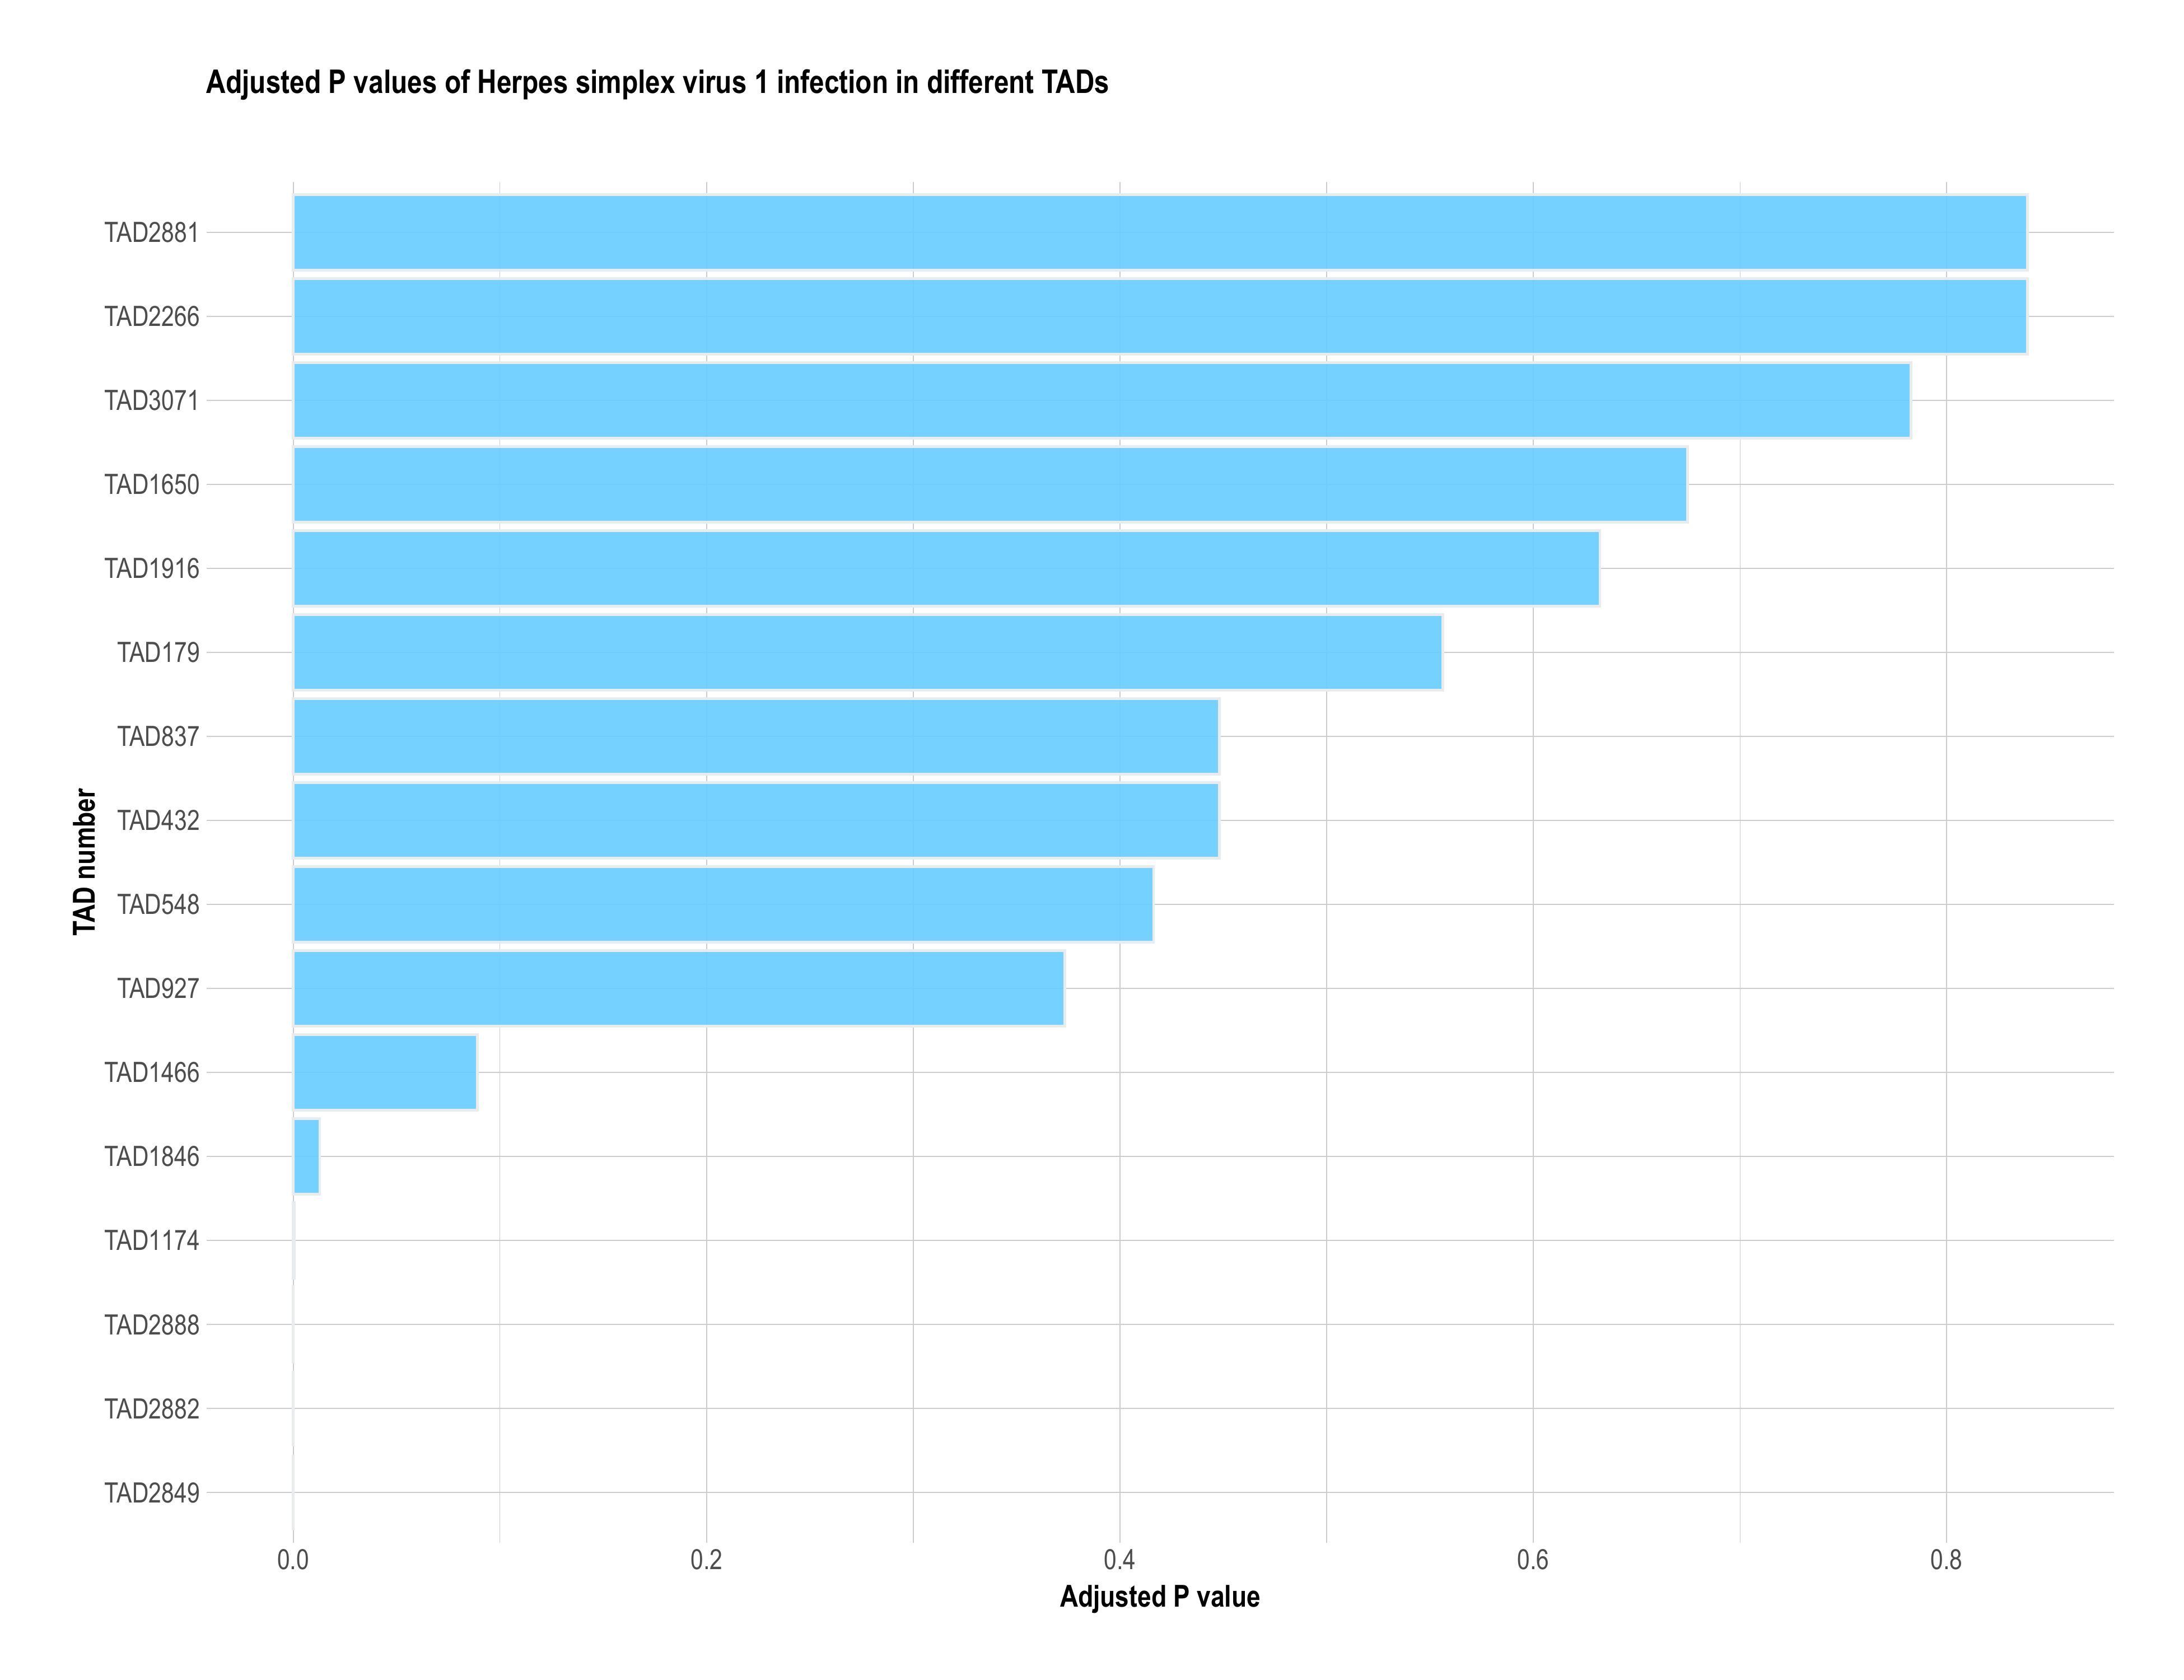 Adjusted P values of Herpes simplex virus 1 infection in different TADs
TAD number
TAD2881
TAD2266
TAD3071
TAD1650
TAD1916
TAD179
TAD837
TAD432
TAD548
TAD927
TAD1466
TAD1846
TAD1174
TAD2888
TAD2882
TAD2849
0.0 0.2 0.4 0.6 0.8
Adjusted P value